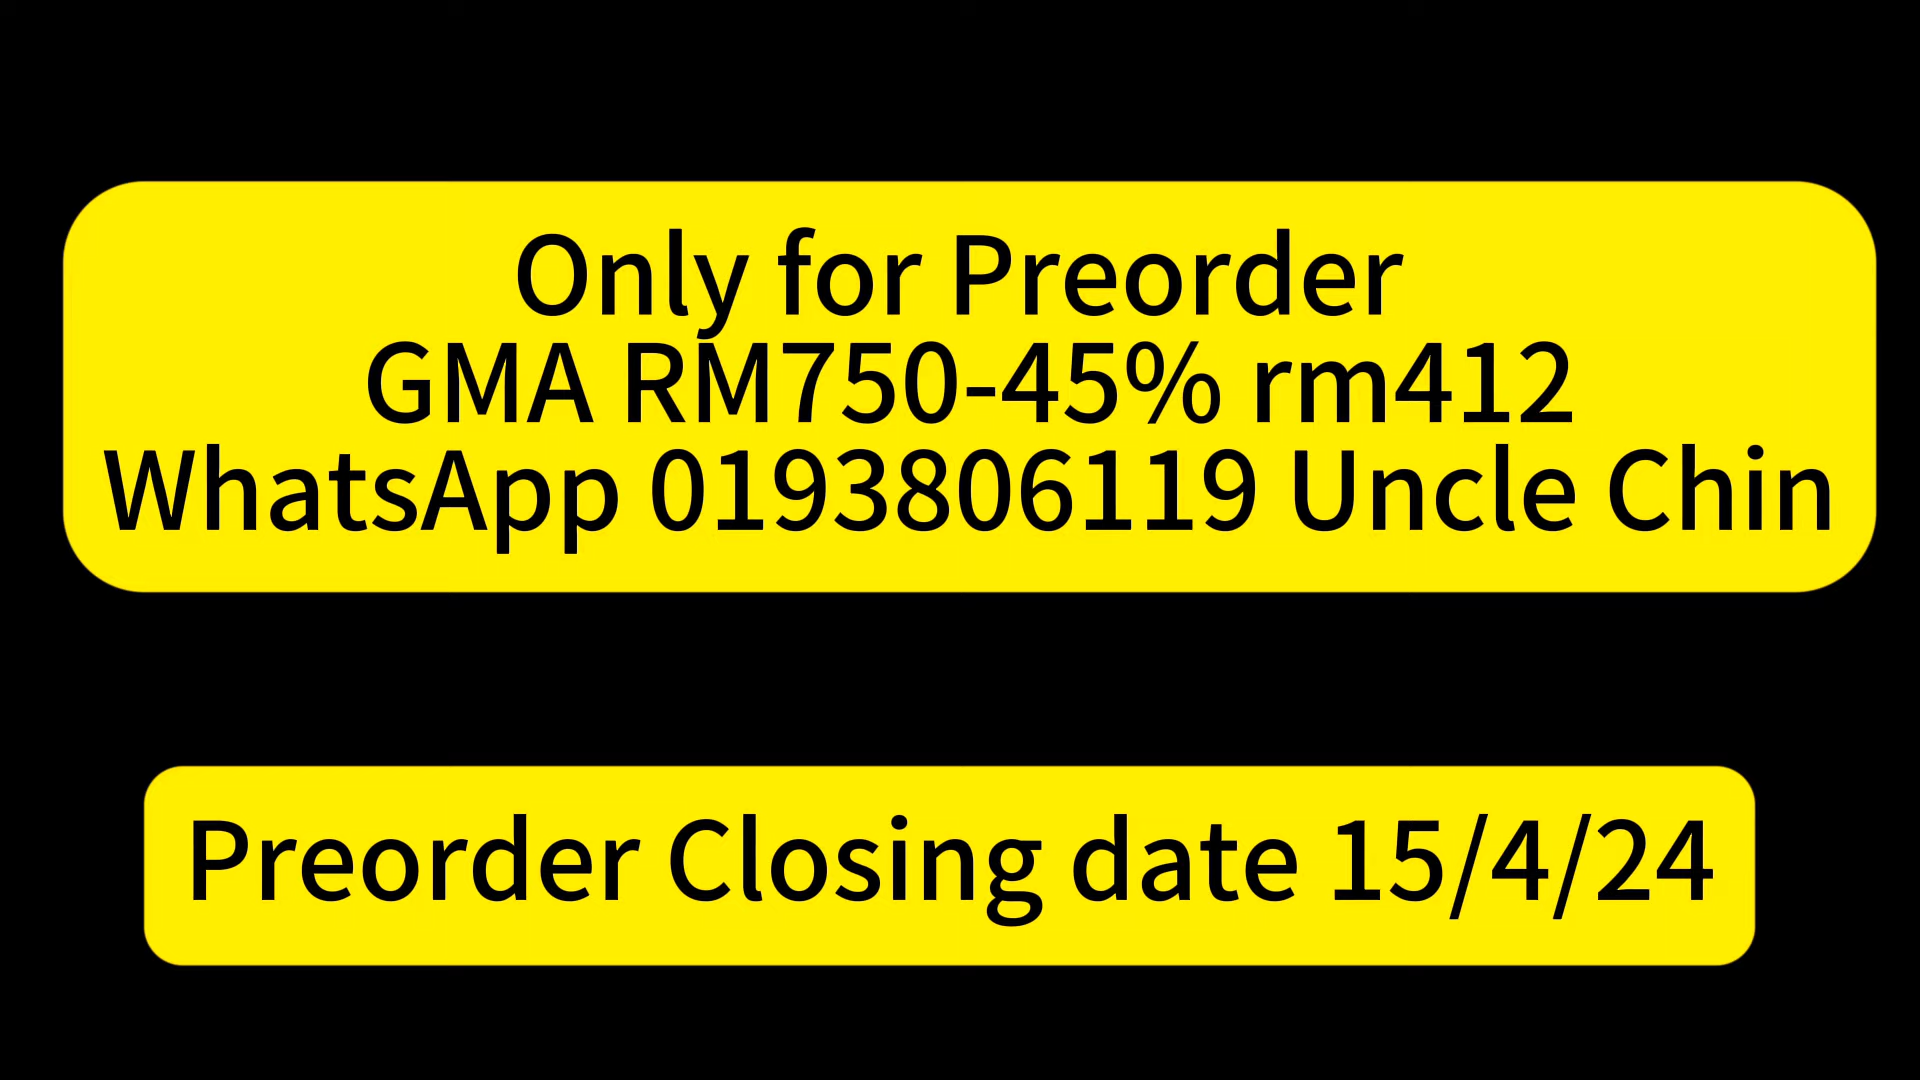 Only for Preorder
GMA RM750-45% rm412
WhatsApp 0193806119 Uncle Chin
Preorder Closing date 15/4/24